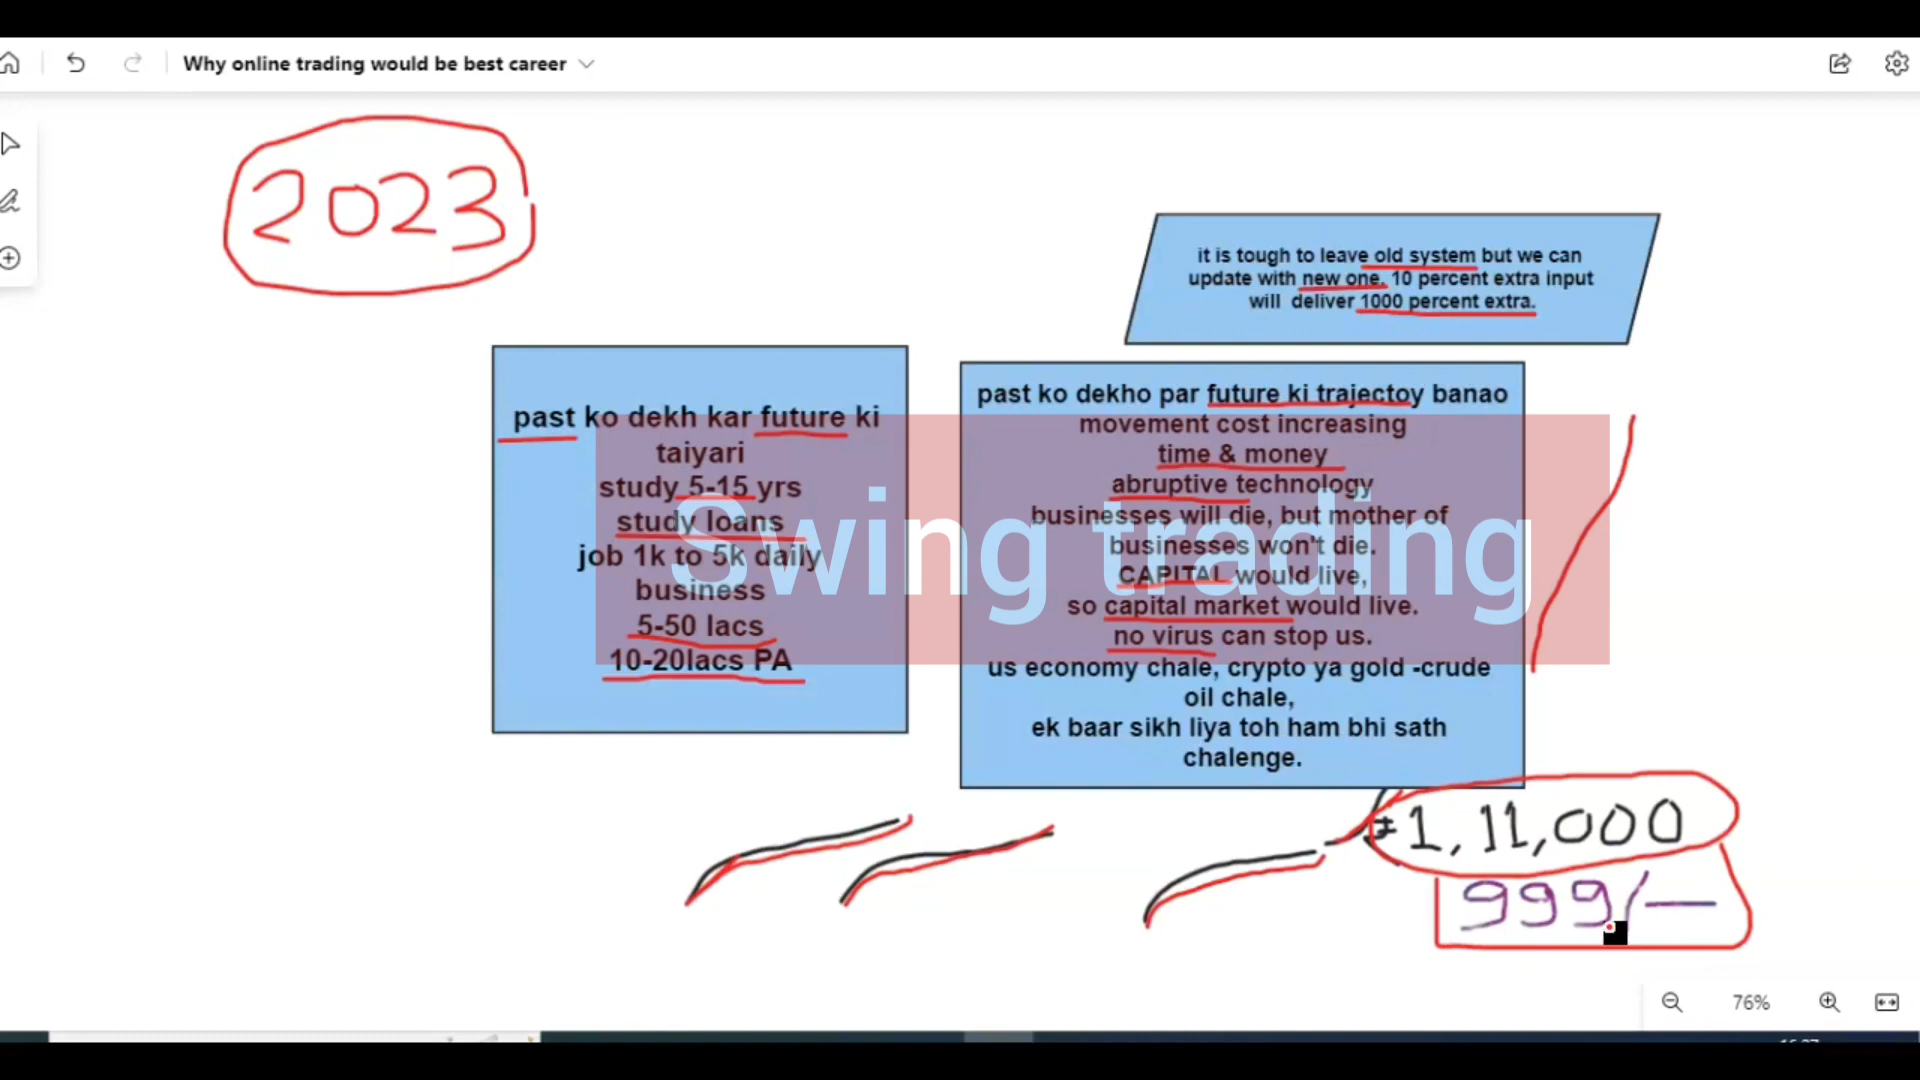 Why online trading would be best career
2023
it is tough to leave old system but we can
update with new one. 10 percent extra input
will deliver 1000 percent extra.
past ko dekh kar future ki
taiyari
study 5-15 yrs
study loans
job 1k to 5k daily
business
5-50 lacs
10-20lacs PA
past ko dekho par future ki trajectoy banao
movement cost increasing
time & money
abruptive technology
businesses will die, but mother of
businesses won't die.
CAPITAL would live,
so capital market would live.
no virus can stop us.
us economy chale, crypto ya gold -crude
oil chale,
ek baar sikh liya toh ham bhi sath
chalenge.
Swing trading
1,11,000
999/-
76%